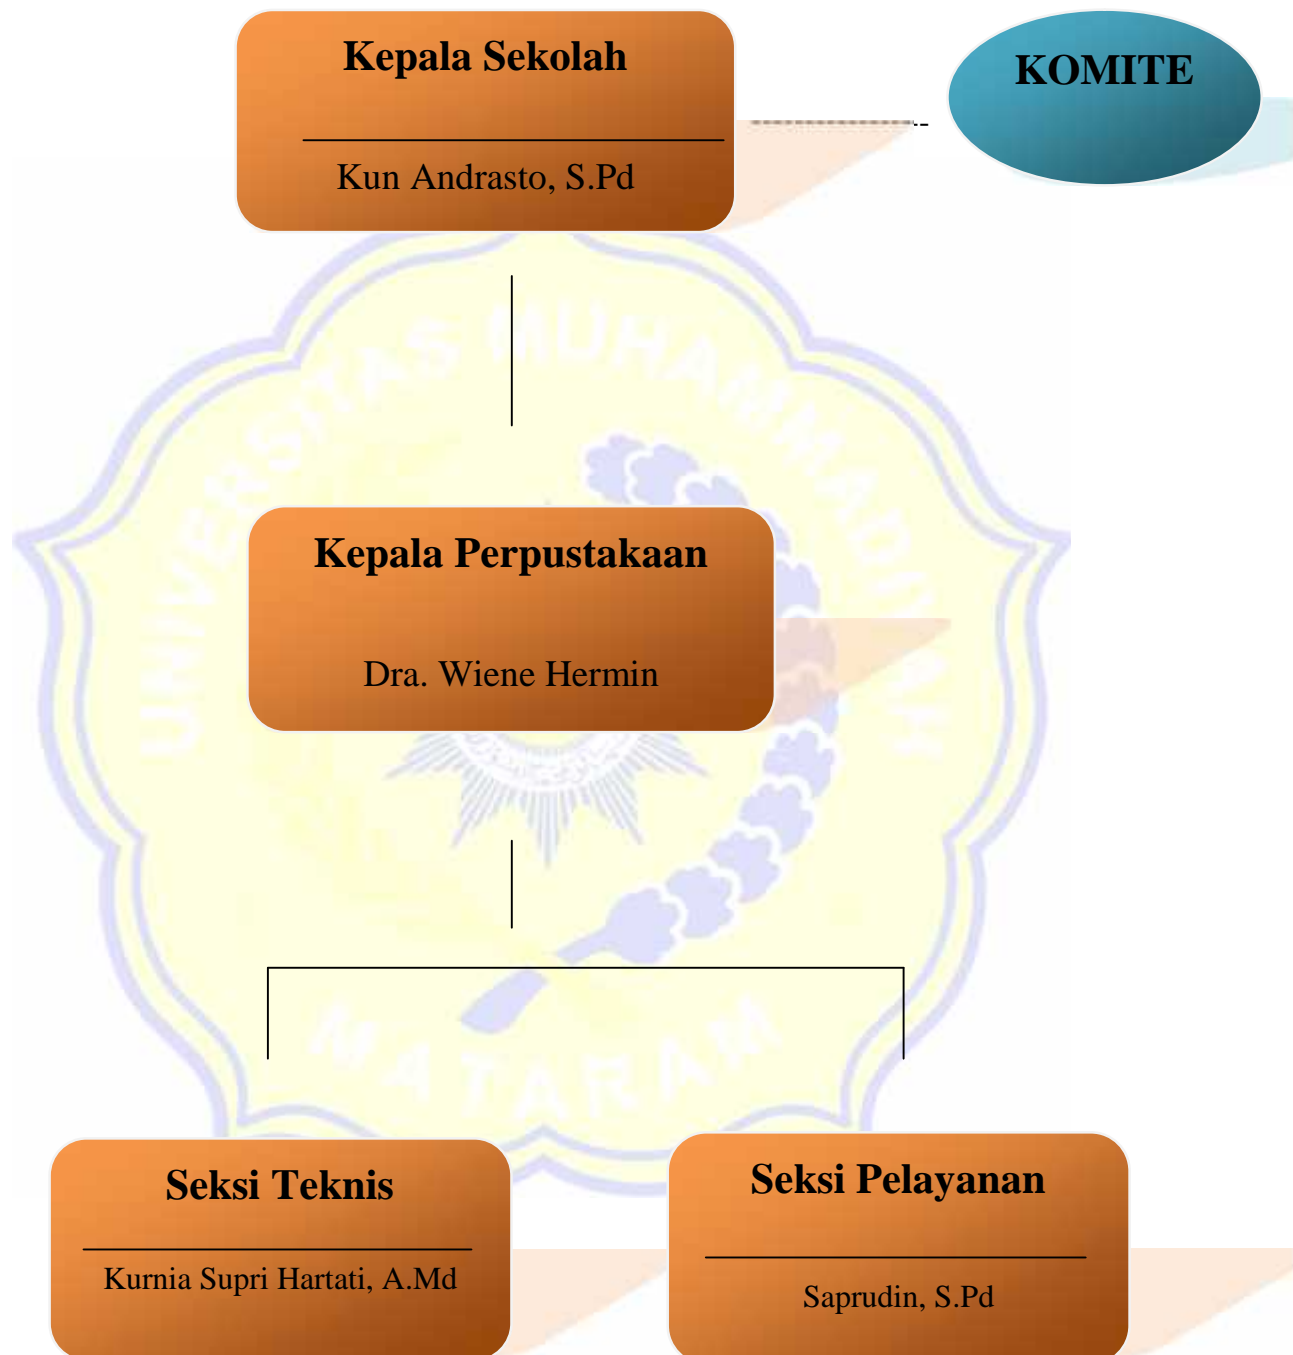 Kepala Sekolah
KOMITE
Kun Andrasto, S.Pd
UNIVERSITAS MUHAMMADIYAH
Kepala Perpustakaan
Dra. Wiene Hermin
MATARAM
Seksi Teknis
Seksi Pelayanan
Kurnia Supri Hartati, A.Md
Saprudin, S.Pd